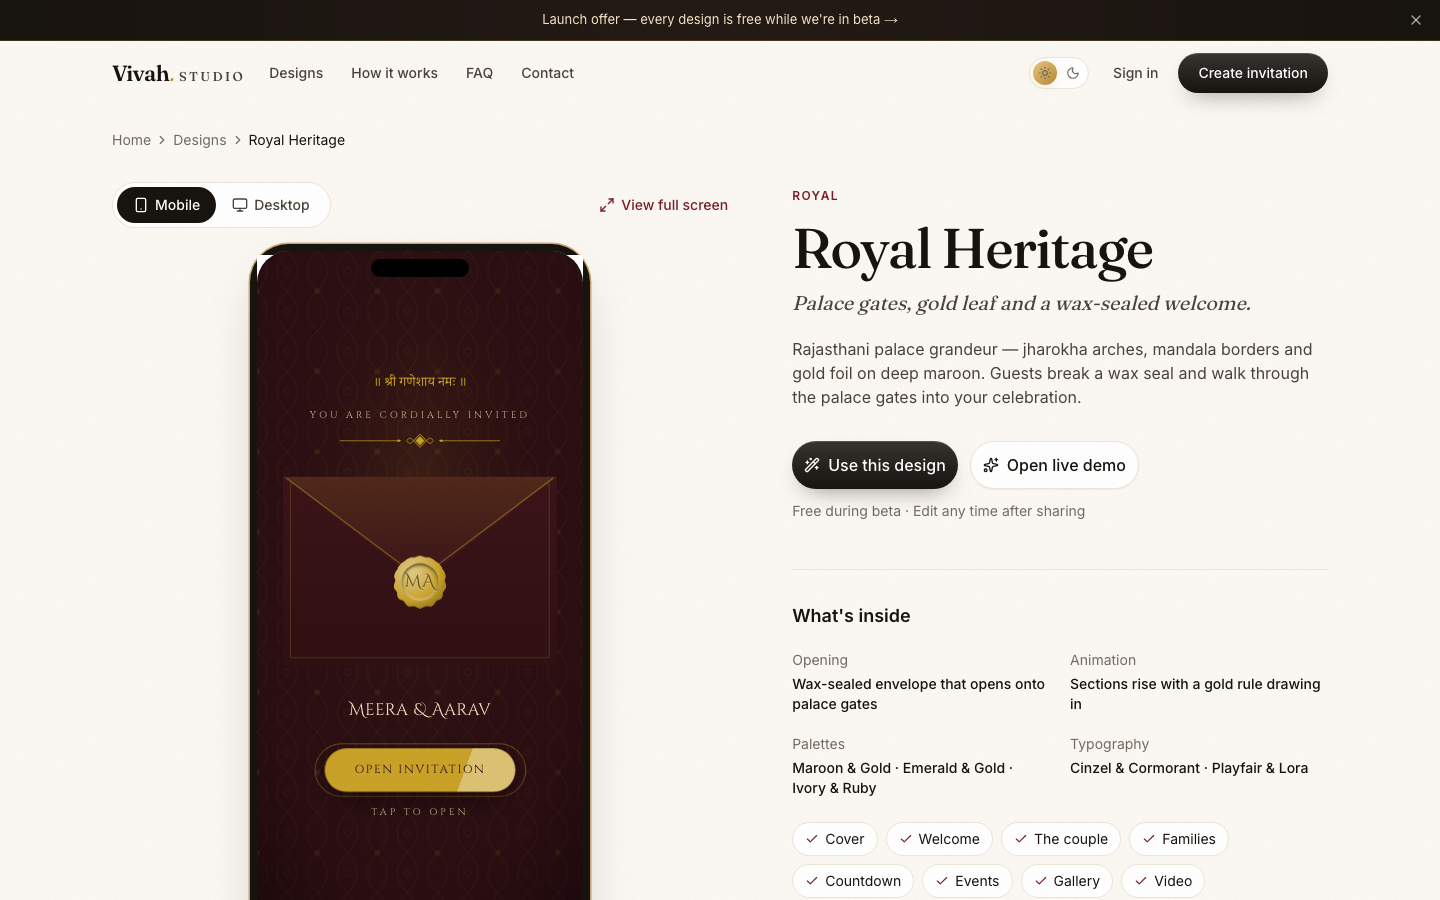 Launch offer — every design is free while we're in beta →
Vivah. STUDIO
Designs
How it works
FAQ
Contact
Sign in
Create invitation
Home
Designs
Royal Heritage
Mobile
Desktop
View full screen
॥ श्री गणेशाय नमः ॥
YOU ARE CORDIALLY INVITED
MA
MEERA & AARAV
OPEN INVITATION
TAP TO OPEN
ROYAL
Royal Heritage
Palace gates, gold leaf and a wax-sealed welcome.
Rajasthani palace grandeur — jharokha arches, mandala borders and
gold foil on deep maroon. Guests break a wax seal and walk through
the palace gates into your celebration.
Use this design
Open live demo
Free during beta · Edit any time after sharing
What's inside
Opening
Wax-sealed envelope that opens onto
palace gates
Animation
Sections rise with a gold rule drawing
in
Palettes
Maroon & Gold · Emerald & Gold ·
Ivory & Ruby
Typography
Cinzel & Cormorant · Playfair & Lora
Cover
Welcome
The couple
Families
Countdown
Events
Gallery
Video